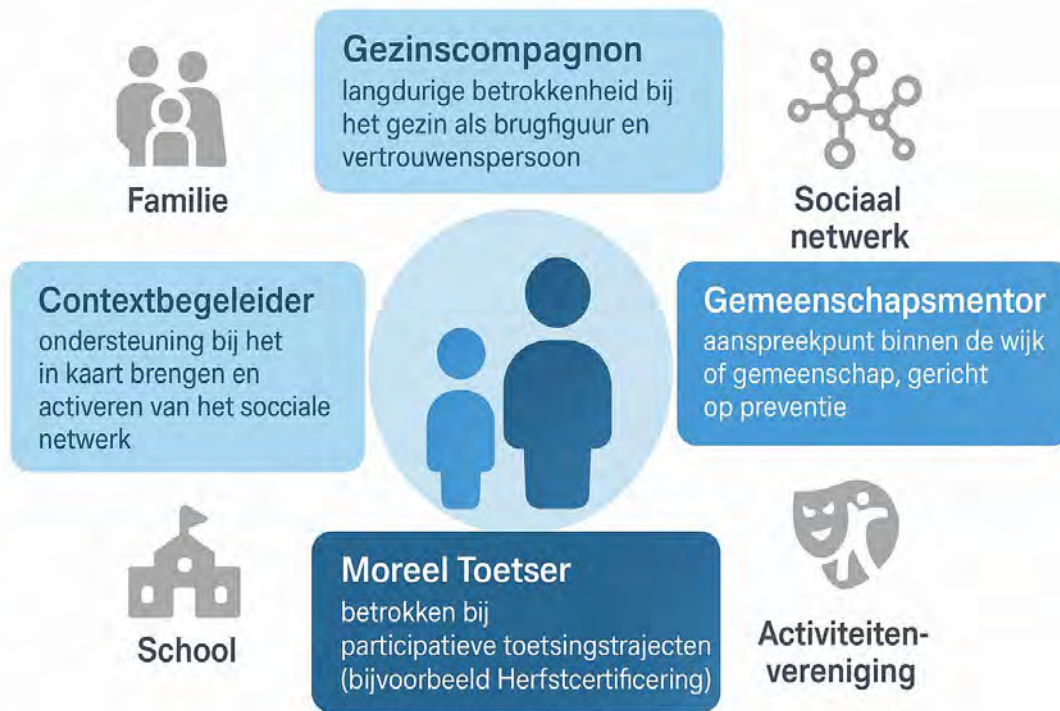 Gezinscompagnon
langdurige betrokkenheid bij
het gezin als brugfiguur en
vertrouwenspersoon
Familie
Sociaal
netwerk
Contextbegeleider
ondersteuning bij het
in kaart brengen en
activeren van het socciale
netwerk
Gemeenschapsmentor
aanspreekpunt binnen de wijk
of gemeenschap, gericht
op preventie
School
Moreel Toetser
betrokken bij
participatieve toetsingstrajecten
(bijvoorbeeld Herfstcertificering)
Activiteiten-
vereniging